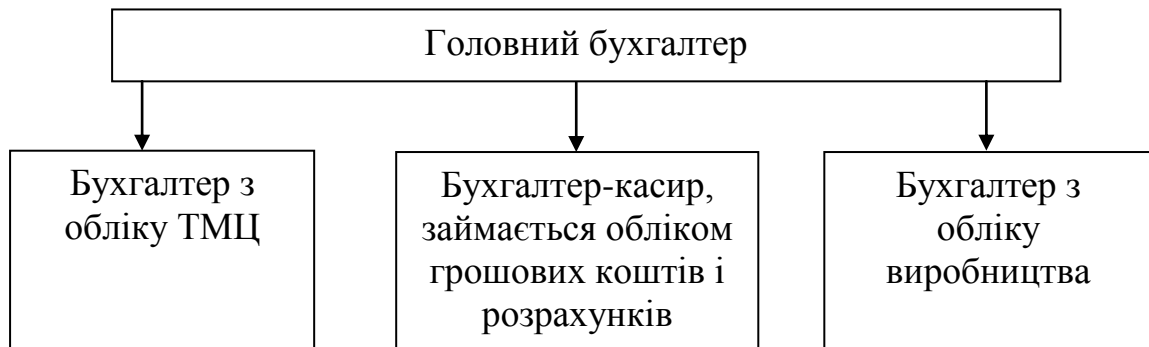 Головний бухгалтер
Бухгалтер з
обліку ТМЦ
Бухгалтер-касир,
займається обліком
грошових коштів і
розрахунків
Бухгалтер з
обліку
виробництва